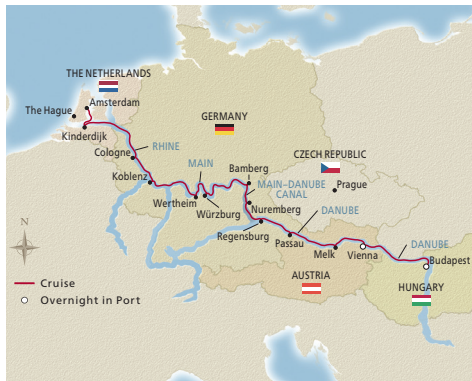 THE NETHERLANDS
Amsterdam
The Hague
Kinderdijk
GERMANY
Cologne
RHINE
CZECH REPUBLIC
MAIN
Bamberg
Koblenz
MAIN–DANUBE
CANAL
Prague
Wertheim
Würzburg
Nuremberg
DANUBE
Regensburg
Passau
Melk
Vienna
DANUBE
Budapest
N
AUSTRIA
HUNGARY
Cruise
Overnight in Port